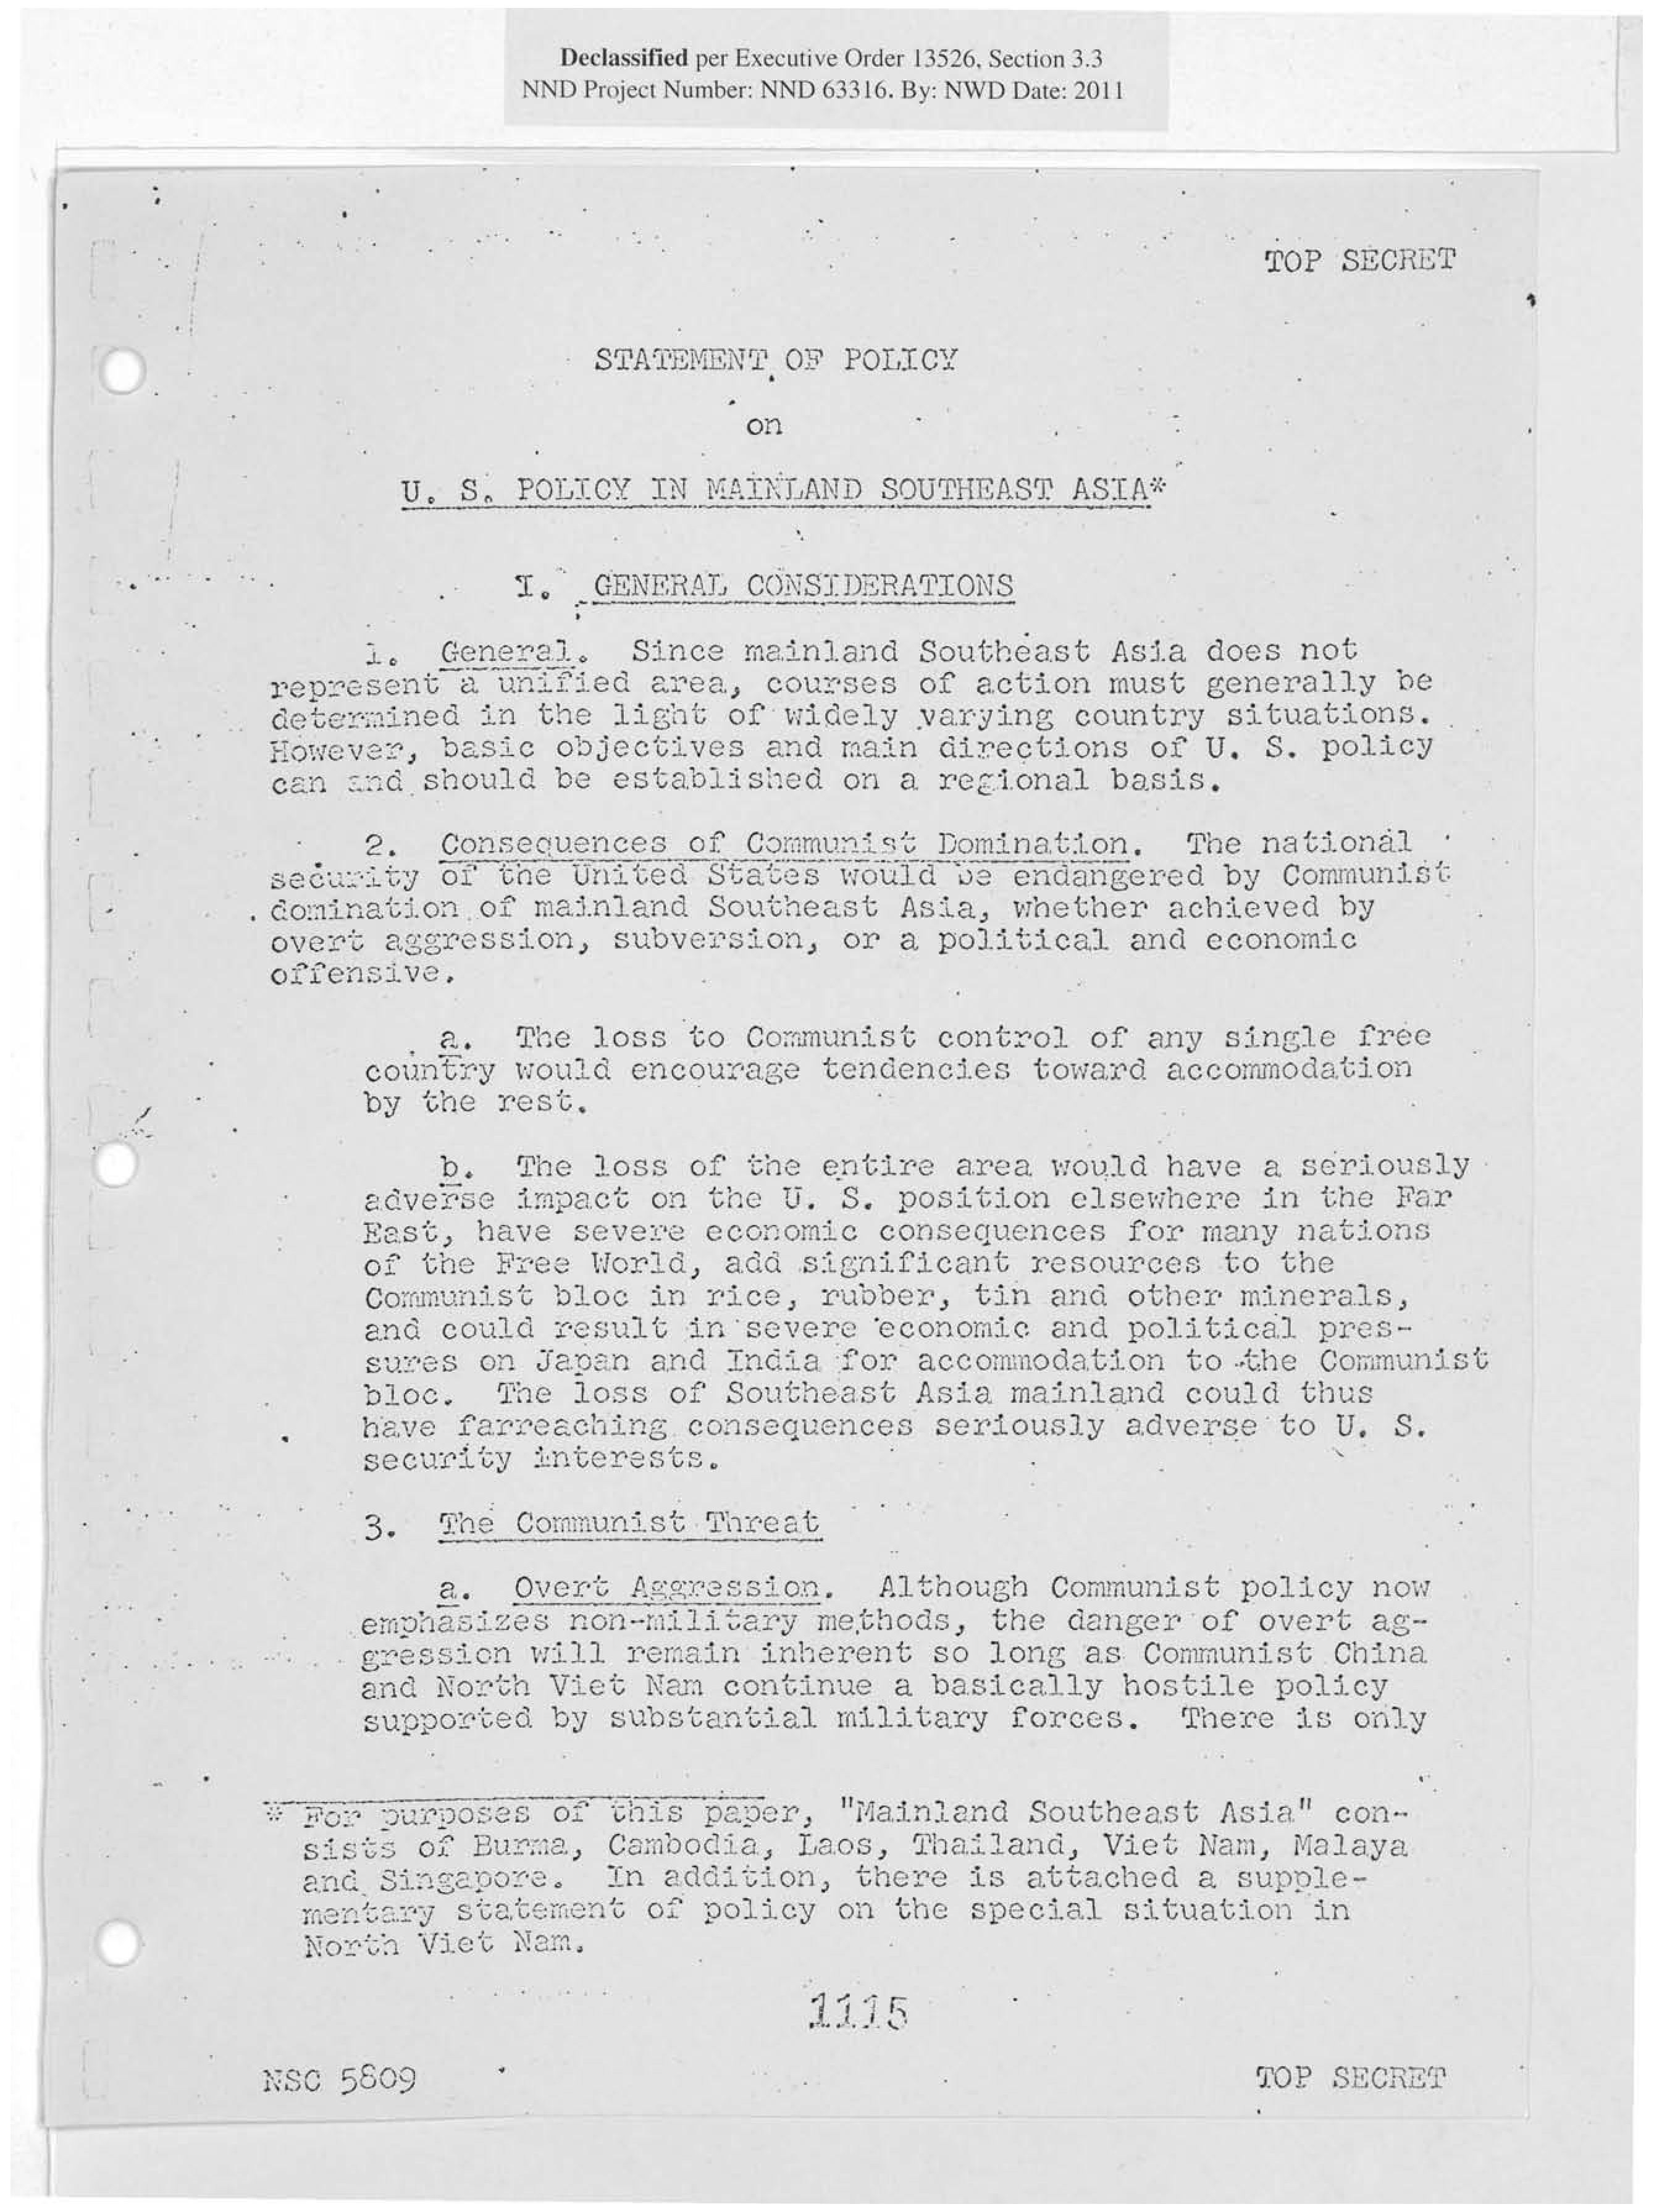 Declassified per Executive Order 13526, Section 3.3
NND Project Number: NND 63316. By: NWD Date: 2011
TOP SECRET
STATEMENT OF POLICY
on
U. S. POLICY IN MAINLAND SOUTHEAST ASIA*
I. GENERAL CONSIDERATIONS
1. General. Since mainland Southeast Asia does not
represent a unified area, courses of action must generally be
determined in the light of widely varying country situations.
However, basic objectives and main directions of U. S. policy
can and should be established on a regional basis.
2. Consequences of Communist Domination. The national
security of the United States would be endangered by Communist
domination of mainland Southeast Asia, whether achieved by
overt aggression, subversion, or a political and economic
offensive.
a. The loss to Communist control of any single free
country would encourage tendencies toward accommodation
by the rest.
b. The loss of the entire area would have a seriously
adverse impact on the U. S. position elsewhere in the Far
East, have severe economic consequences for many nations
of the Free World, add significant resources to the
Communist bloc in rice, rubber, tin and other minerals,
and could result in severe economic and political pres-
sures on Japan and India for accommodation to the Communist
bloc. The loss of Southeast Asia mainland could thus
have farreaching consequences seriously adverse to U. S.
security interests.
3. The Communist Threat
a. Overt Aggression. Although Communist policy now
emphasizes non-military methods, the danger of overt ag-
gression will remain inherent so long as Communist China
and North Viet Nam continue a basically hostile policy
supported by substantial military forces. There is only
* For purposes of this paper, "Mainland Southeast Asia" con-
sists of Burma, Cambodia, Laos, Thailand, Viet Nam, Malaya
and Singapore. In addition, there is attached a supple-
mentary statement of policy on the special situation in
North Viet Nam.
1115
NSC 5809
TOP SECRET